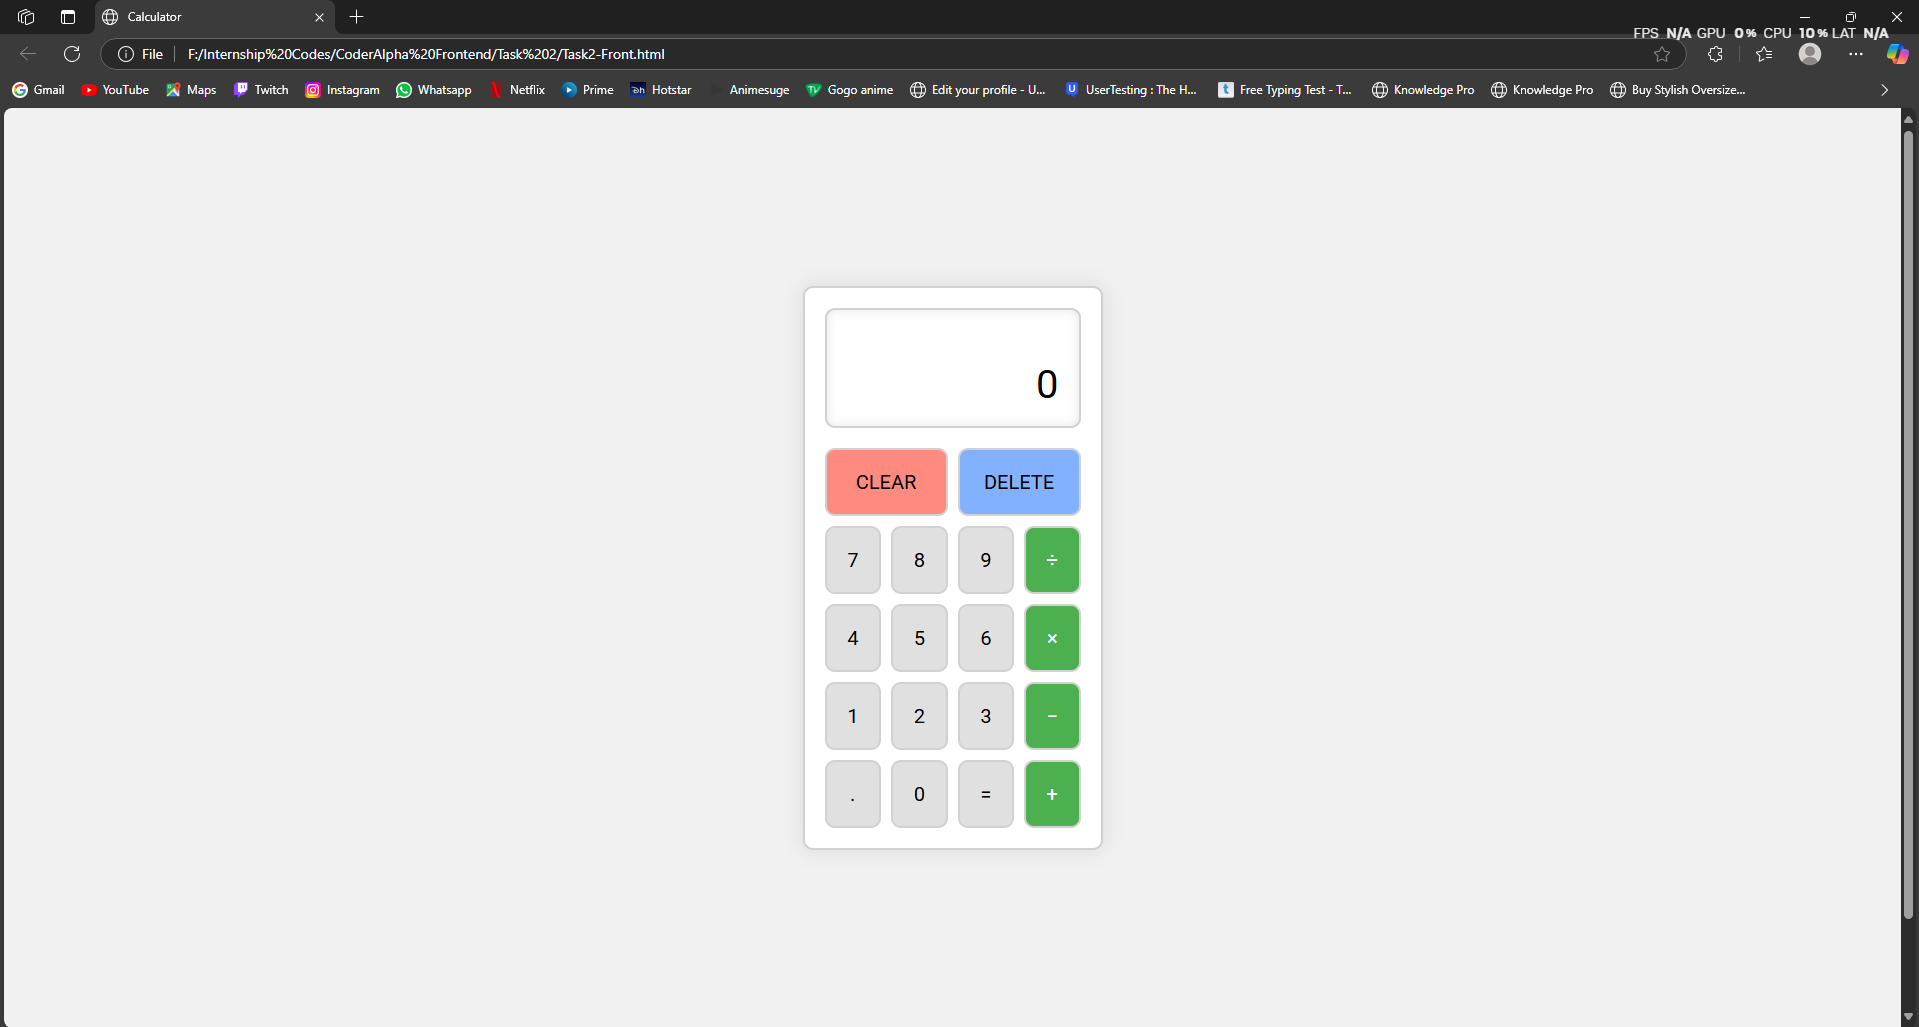 Calculator
FPS N/A GPU 0% CPU 10% LAT N/A
File F:/Internship%20Codes/CoderAlpha%20Frontend/Task%202/Task2-Front.html
Gmail YouTube Maps Twitch Instagram Whatsapp Netflix Prime Hotstar Animesuge Gogo anime Edit your profile - U... UserTesting : The H... Free Typing Test - T... Knowledge Pro Knowledge Pro Buy Stylish Oversize...
0
CLEAR DELETE
7 8 9 ÷
4 5 6 ×
1 2 3 −
. 0 = +